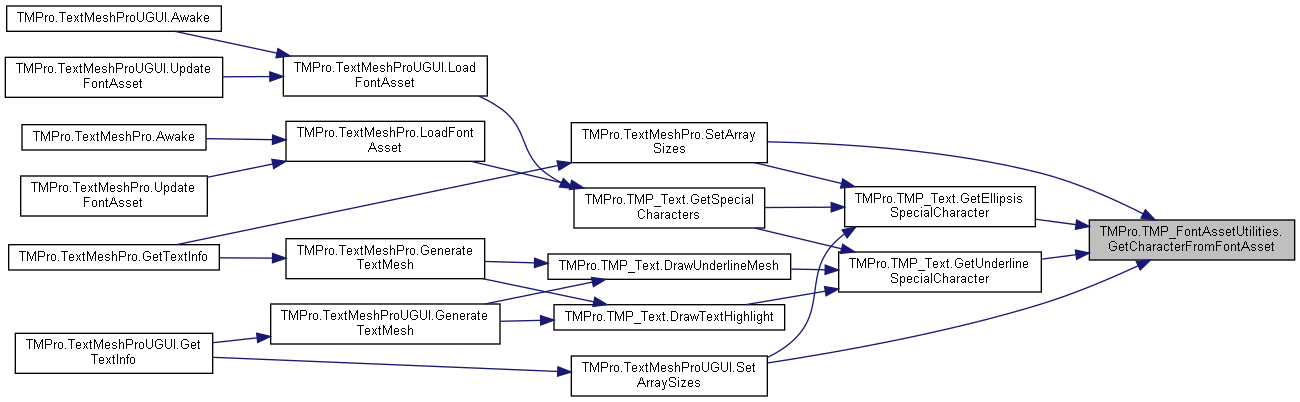 TMPro.TextMeshProUGUI.Awake
TMPro.TextMeshProUGUI.Update
FontAsset
TMPro.TextMeshProUGUI.Load
FontAsset
TMPro.TextMeshPro.Awake
TMPro.TextMeshPro.LoadFont
Asset
TMPro.TextMeshPro.Update
FontAsset
TMPro.TextMeshPro.SetArray
Sizes
TMPro.TMP_Text.GetSpecial
Characters
TMPro.TMP_Text.GetEllipsis
SpecialCharacter
TMPro.TMP_FontAssetUtilities.
GetCharacterFromFontAsset
TMPro.TextMeshPro.GetTextInfo
TMPro.TextMeshPro.Generate
TextMesh
TMPro.TMP_Text.DrawUnderlineMesh
TMPro.TMP_Text.GetUnderline
SpecialCharacter
TMPro.TextMeshProUGUI.Generate
TextMesh
TMPro.TMP_Text.DrawTextHighlight
TMPro.TextMeshProUGUI.Get
TextInfo
TMPro.TextMeshProUGUI.Set
ArraySizes